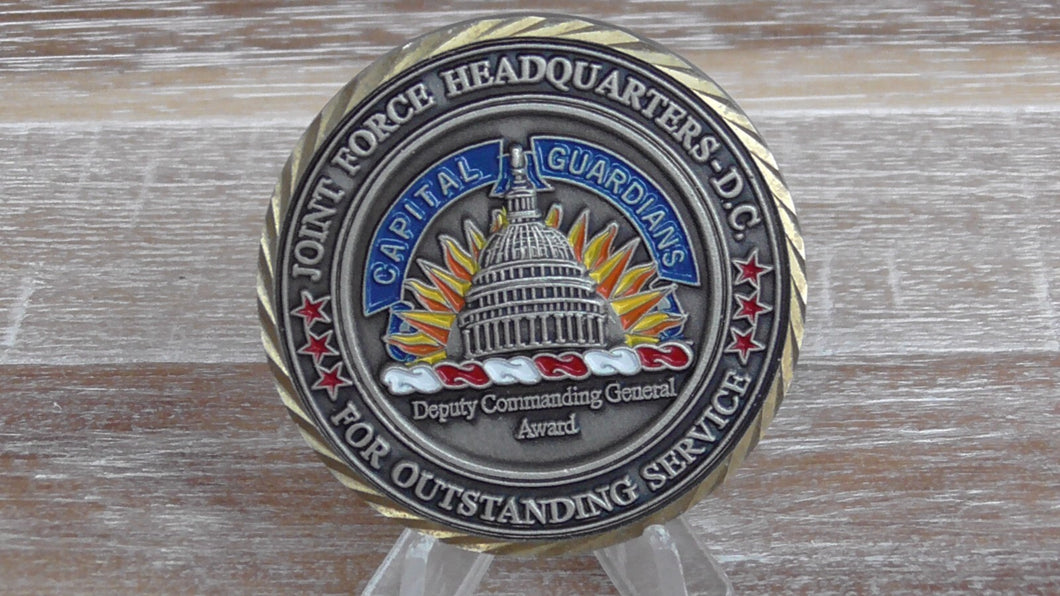 JOINT FORCE HEADQUARTERS-D.C.
CAPITAL GUARDIANS
Deputy Commanding General
Award
FOR OUTSTANDING SERVICE